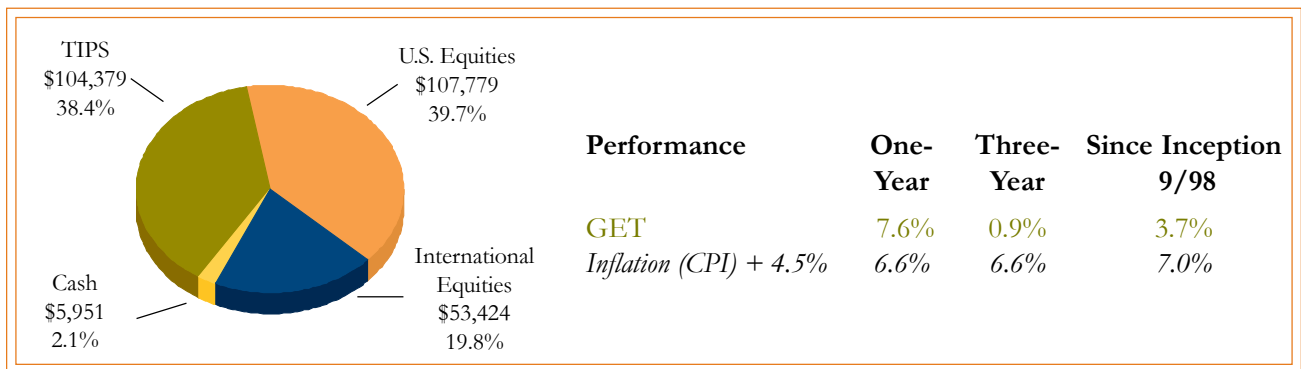 TIPS
$104,379
38.4%
U.S. Equities
$107,779
39.7%
International
Equities
$53,424
19.8%
Cash
$5,951
2.1%
Performance One- Three- Since Inception
Year Year 9/98
GET 7.6% 0.9% 3.7%
Inflation (CPI) + 4.5% 6.6% 6.6% 7.0%